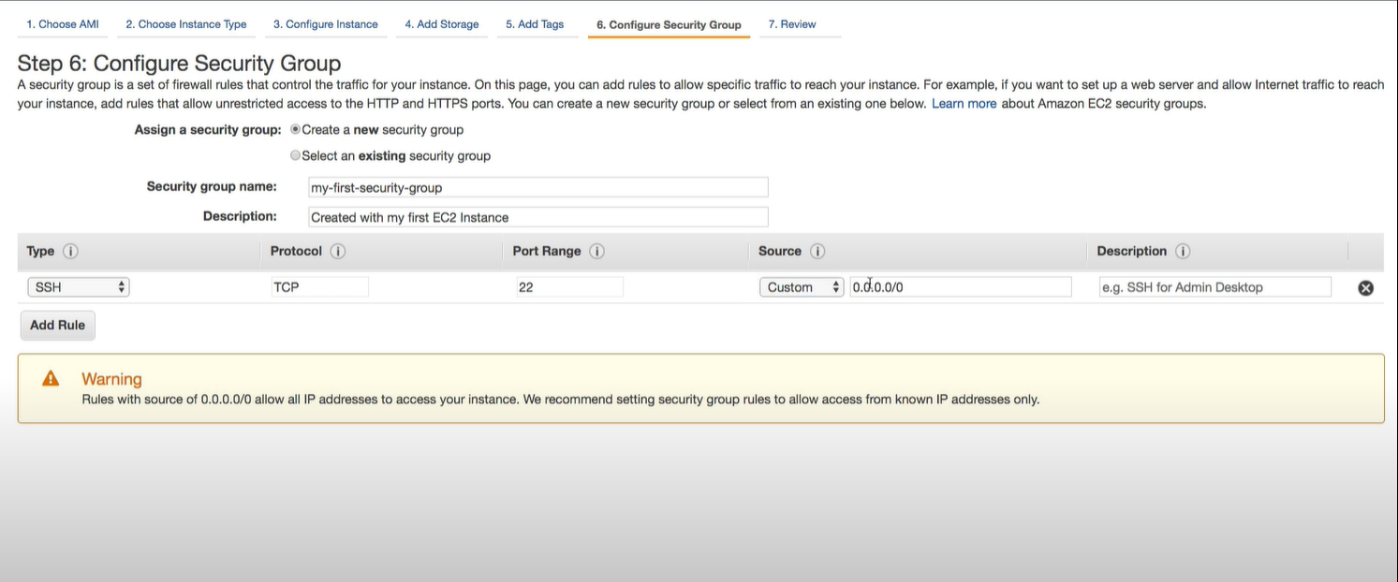 1. Choose AMI 2. Choose Instance Type 3. Configure Instance 4. Add Storage 5. Add Tags 6. Configure Security Group 7. Review
Step 6: Configure Security Group
A security group is a set of firewall rules that control the traffic for your instance. On this page, you can add rules to allow specific traffic to reach your instance. For example, if you want to set up a web server and allow Internet traffic to reach
your instance, add rules that allow unrestricted access to the HTTP and HTTPS ports. You can create a new security group or select from an existing one below. Learn more about Amazon EC2 security groups.
Assign a security group: Create a new security group
Select an existing security group
Security group name: my-first-security-group
Description: Created with my first EC2 Instance
Type i Protocol i Port Range i Source i Description i
SSH TCP 22 Custom 0.0.0.0/0 e.g. SSH for Admin Desktop
Add Rule
Warning
Rules with source of 0.0.0.0/0 allow all IP addresses to access your instance. We recommend setting security group rules to allow access from known IP addresses only.